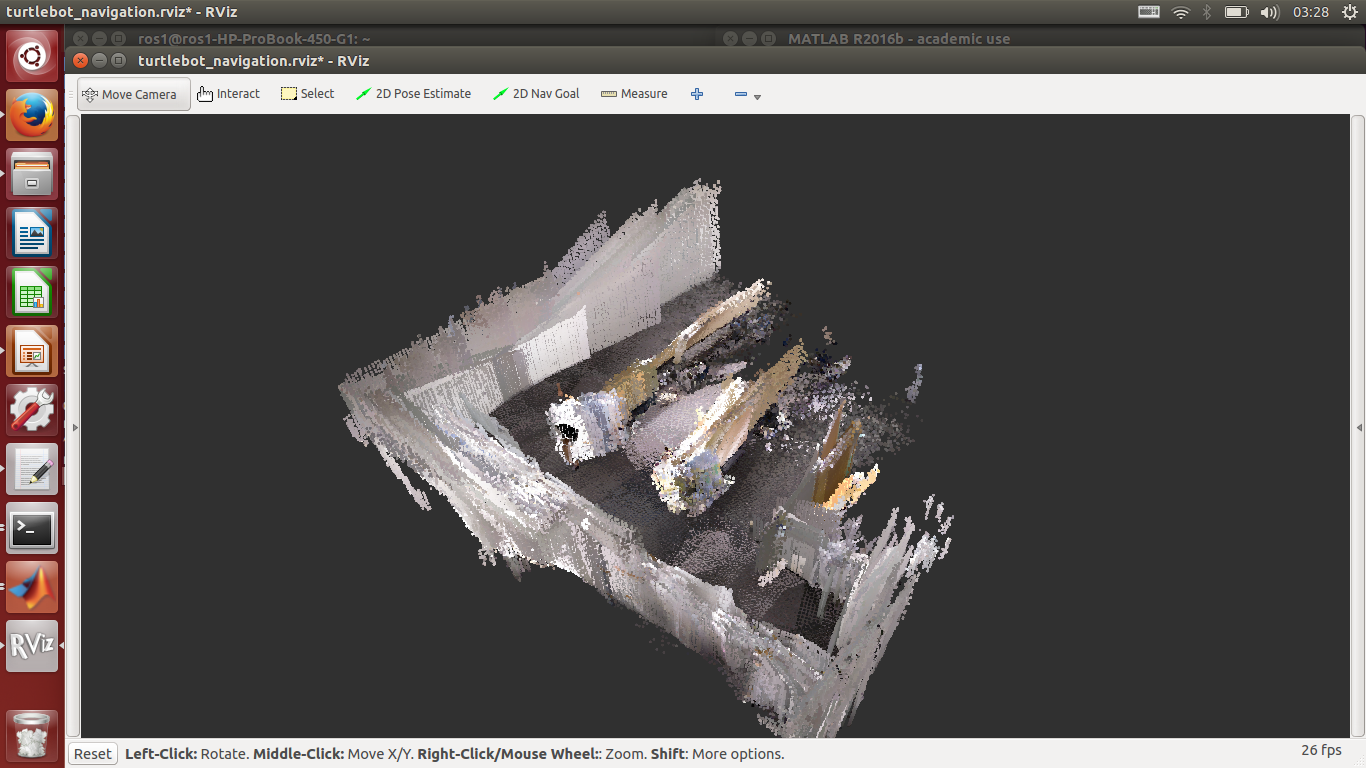 turtlebot_navigation.rviz* - RViz
03:28
ros1@ros1-HP-ProBook-450-G1: ~
MATLAB R2016b - academic use
turtlebot_navigation.rviz* - RViz
Move Camera
Interact
Select
2D Pose Estimate
2D Nav Goal
Measure
RViz
Reset
Left-Click: Rotate. Middle-Click: Move X/Y. Right-Click/Mouse Wheel:: Zoom. Shift: More options.
26 fps